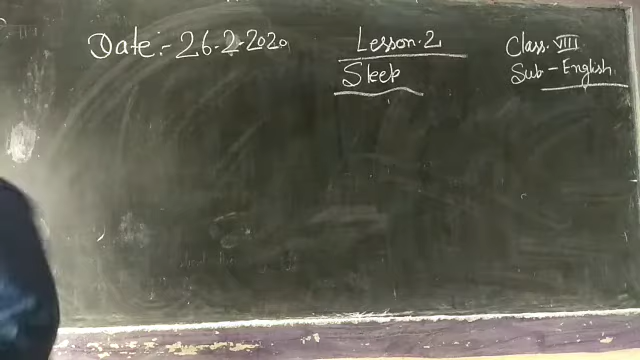 Date:- 26-2-2020
Lesson.2
Sleep
Class. VIII
Sub - English.